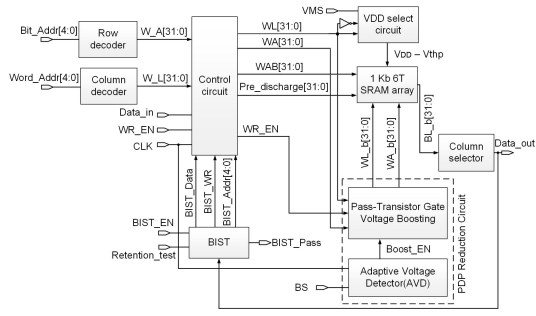 VMS
VDD select
circuit
Bit_Addr[4:0]
Row
decoder
W_A[31:0]
WL[31:0]
WA[31:0]
VDD – Vthp
Word_Addr[4:0]
Column
decoder
W_L[31:0]
Control
circuit
WAB[31:0]
Pre_discharge[31:0]
1 Kb 6T
SRAM array
BL_b[31:0]
Data_in
WR_EN
CLK
WR_EN
WL_b[31:0]
WA_b[31:0]
Column
selector
Data_out
BIST_Data
BIST_WR
BIST_Addr[4:0]
BIST_EN
Retention_test
BIST
BIST_Pass
Pass-Transistor Gate
Voltage Boosting
Boost_EN
BS
Adaptive Voltage
Detector(AVD)
PDP Reduction Circuit